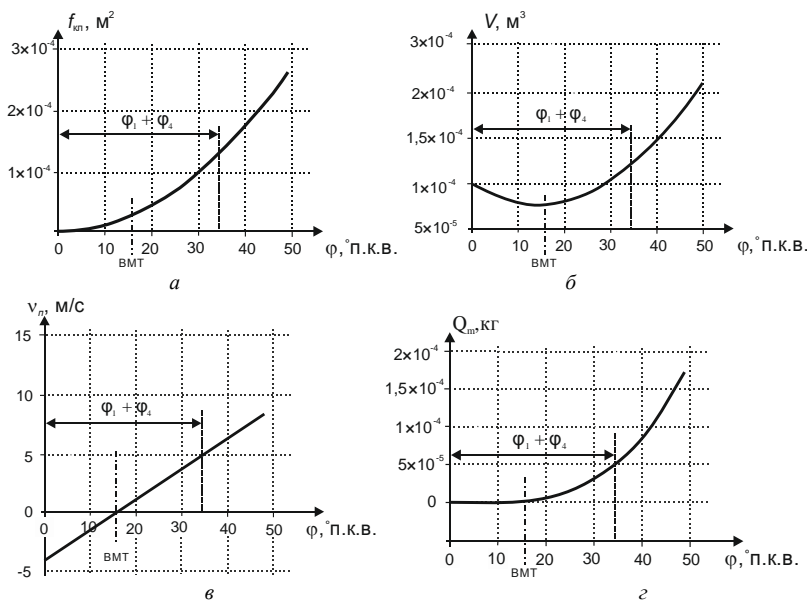 f кп, м²
3×10⁻⁴
2×10⁻⁴
1×10⁻⁴
φ₁ + φ₄
0 10 20 30 40 50 φ,°п.к.в.
ВМТ
а
V, м³
3×10⁻⁴
2×10⁻⁴
1,5×10⁻⁴
1×10⁻⁴
5×10⁻⁵
φ₁ + φ₄
0 10 20 30 40 50 φ,°п.к.в.
ВМТ
б
ν п, м/с
15
10
5
0
-5
φ₁ + φ₄
10 20 30 40 50 φ,°п.к.в.
ВМТ
в
Q m,кг
2×10⁻⁴
1,5×10⁻⁴
1×10⁻⁴
5×10⁻⁵
0
φ₁ + φ₄
0 10 20 30 40 50 φ,°п.к.в.
ВМТ
г